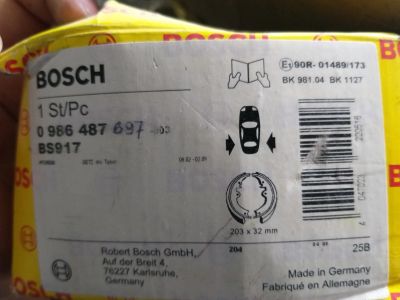 BOSCH
E1 90R-01489/173
BK 981.04 BK 1127
1 St/Pc
0 986 487 697
BS917
HYUNDAI GETZ
203 x 32 mm
Robert Bosch GmbH,
Auf der Breit 4,
76227 Karlsruhe,
Germany
204
25B
Made in Germany
Fabriqué en Allemagne